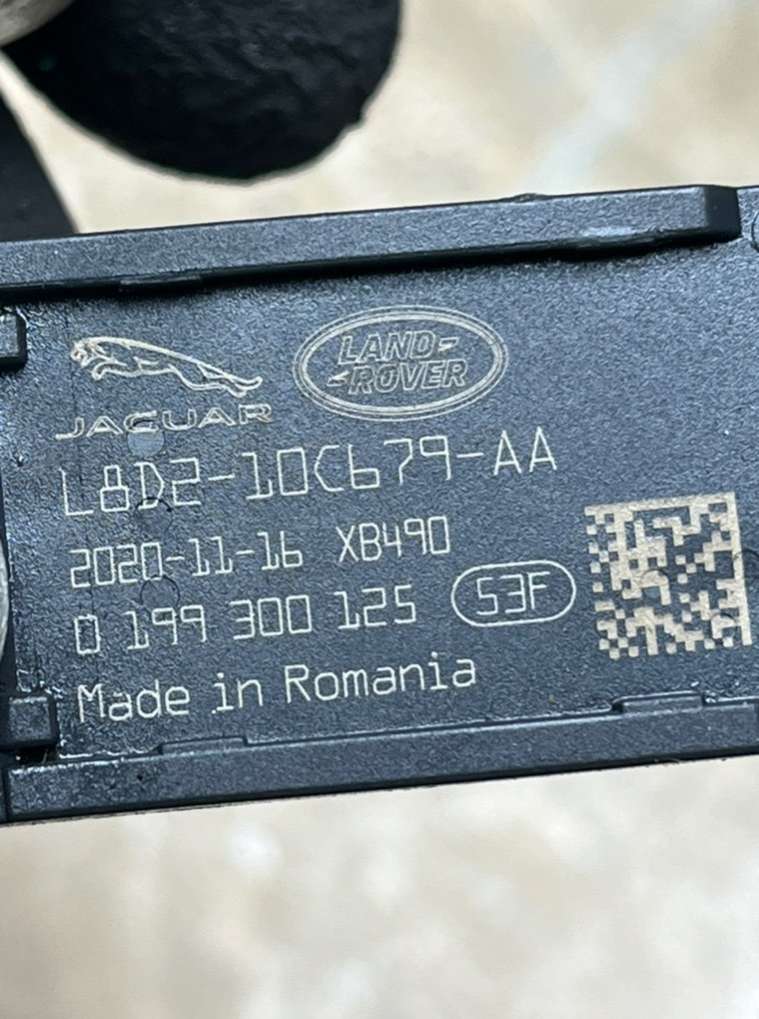 JAGUAR
LAND-
-ROVER
L8D2-10C679-AA
2020-11-16 XB490
0 199 300 125 53F
Made in Romania